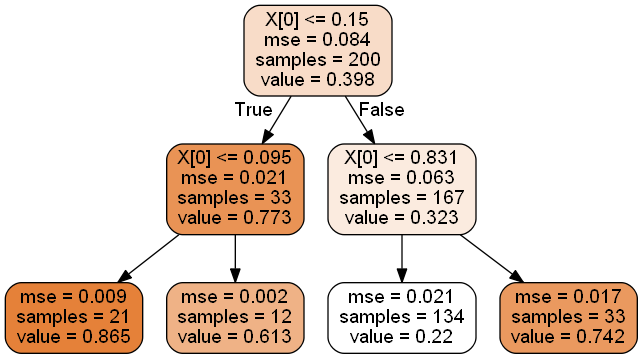 X[0] <= 0.15
mse = 0.084
samples = 200
value = 0.398
True
False
X[0] <= 0.095
mse = 0.021
samples = 33
value = 0.773
X[0] <= 0.831
mse = 0.063
samples = 167
value = 0.323
mse = 0.009
samples = 21
value = 0.865
mse = 0.002
samples = 12
value = 0.613
mse = 0.021
samples = 134
value = 0.22
mse = 0.017
samples = 33
value = 0.742